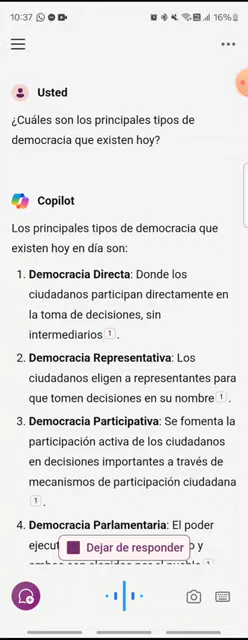 10:37
16%
Usted
¿Cuáles son los principales tipos de
democracia que existen hoy?
Copilot
Los principales tipos de democracia que
existen hoy en día son:
1. Democracia Directa: Donde los
ciudadanos participan directamente en
la toma de decisiones, sin
intermediarios 1 .
2. Democracia Representativa: Los
ciudadanos eligen a representantes para
que tomen decisiones en su nombre 1 .
3. Democracia Participativa: Se fomenta la
participación activa de los ciudadanos
en decisiones importantes a través de
mecanismos de participación ciudadana
1 .
4. Democracia Parlamentaria: El poder
Dejar de responder